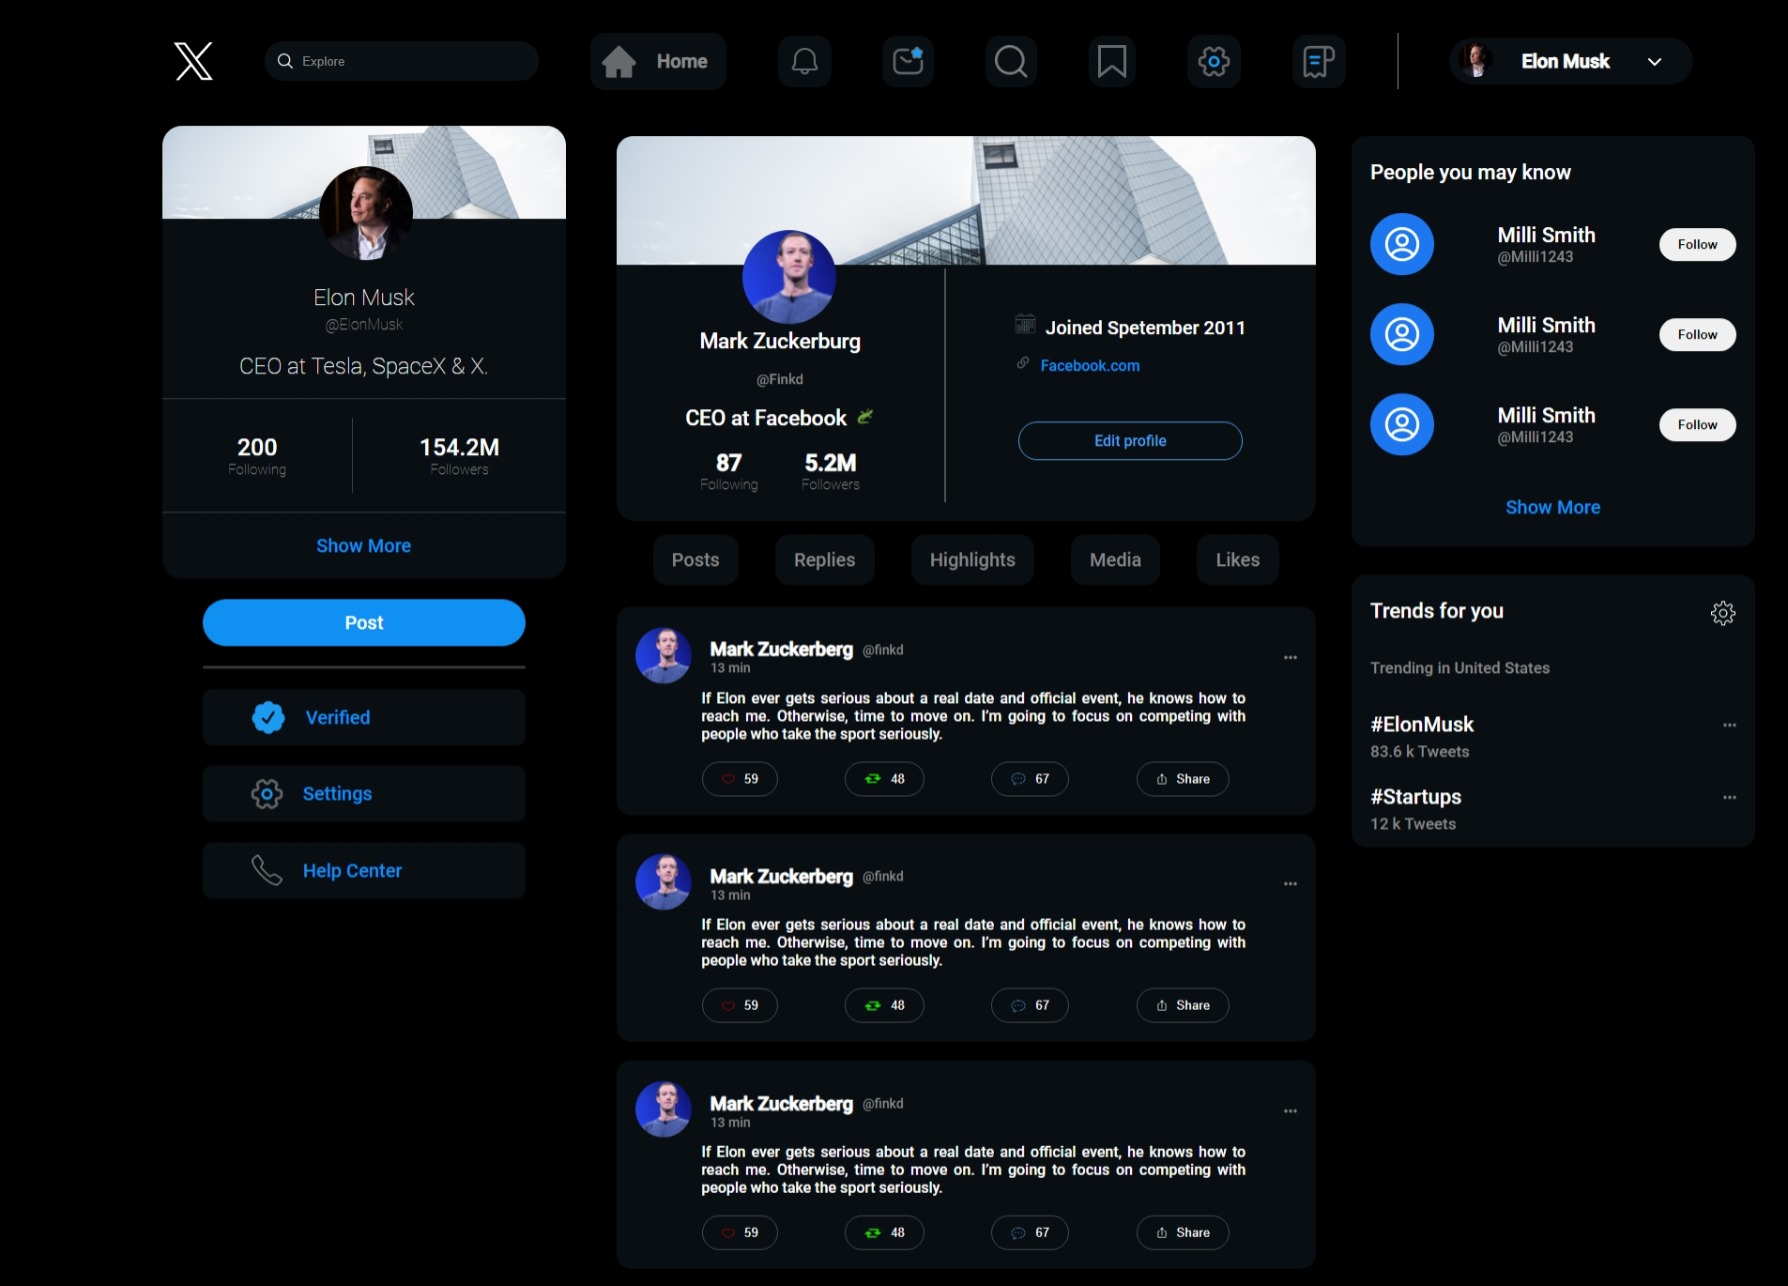 X
Explore
Home
Elon Musk
Elon Musk
@ElonMusk
CEO at Tesla, SpaceX & X.
200
Following
154.2M
Followers
Show More
Post
Verified
Settings
Help Center
Mark Zuckerburg
@Finkd
CEO at Facebook
87
Following
5.2M
Followers
Joined Spetember 2011
Facebook.com
Edit profile
Posts
Replies
Highlights
Media
Likes
Mark Zuckerberg @finkd
13 min
If Elon ever gets serious about a real date and official event, he knows how to
reach me. Otherwise, time to move on. I'm going to focus on competing with
people who take the sport seriously.
59
48
67
Share
Mark Zuckerberg @finkd
13 min
If Elon ever gets serious about a real date and official event, he knows how to
reach me. Otherwise, time to move on. I'm going to focus on competing with
people who take the sport seriously.
59
48
67
Share
Mark Zuckerberg @finkd
13 min
If Elon ever gets serious about a real date and official event, he knows how to
reach me. Otherwise, time to move on. I'm going to focus on competing with
people who take the sport seriously.
59
48
67
Share
People you may know
Milli Smith
@Milli1243
Follow
Milli Smith
@Milli1243
Follow
Milli Smith
@Milli1243
Follow
Show More
Trends for you
Trending in United States
#ElonMusk
83.6 k Tweets
#Startups
12 k Tweets